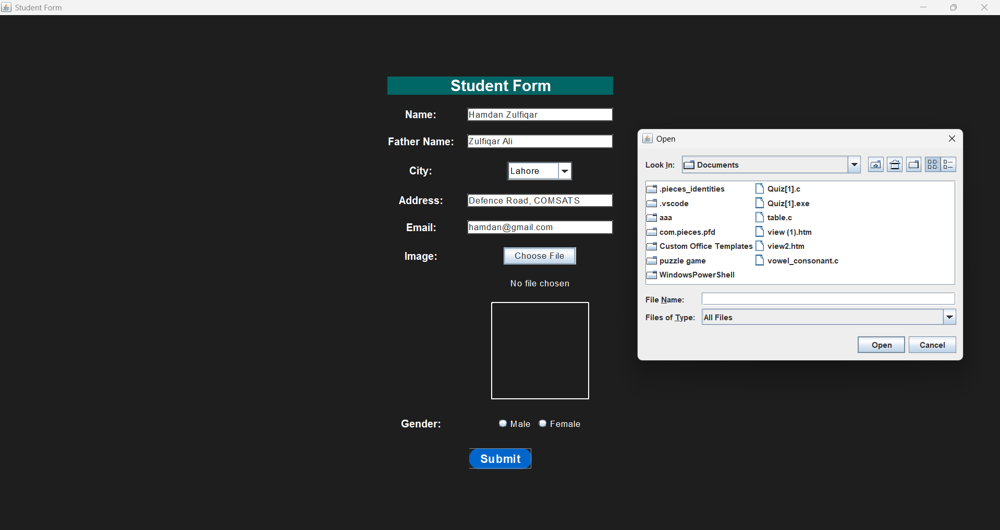 Student Form
Student Form
Name: Hamdan Zulfiqar
Father Name: Zulfiqar Ali
City: Lahore
Address: Defence Road, COMSATS
Email: hamdan@gmail.com
Image: Choose File
No file chosen
Gender: Male Female
Submit
Open
Look In: Documents
.pieces_identities
.vscode
aaa
com.pieces.pfd
Custom Office Templates
puzzle game
WindowsPowerShell
Quiz[1].c
Quiz[1].exe
table.c
view (1).htm
view2.htm
vowel_consonant.c
File Name:
Files of Type: All Files
Open Cancel